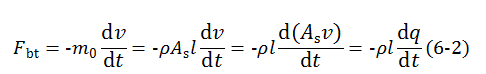 F_bt = -m_0 dv/dt = -ρA_s l dv/dt = -ρl d(A_s v)/dt = -ρl dq/dt (6-2)